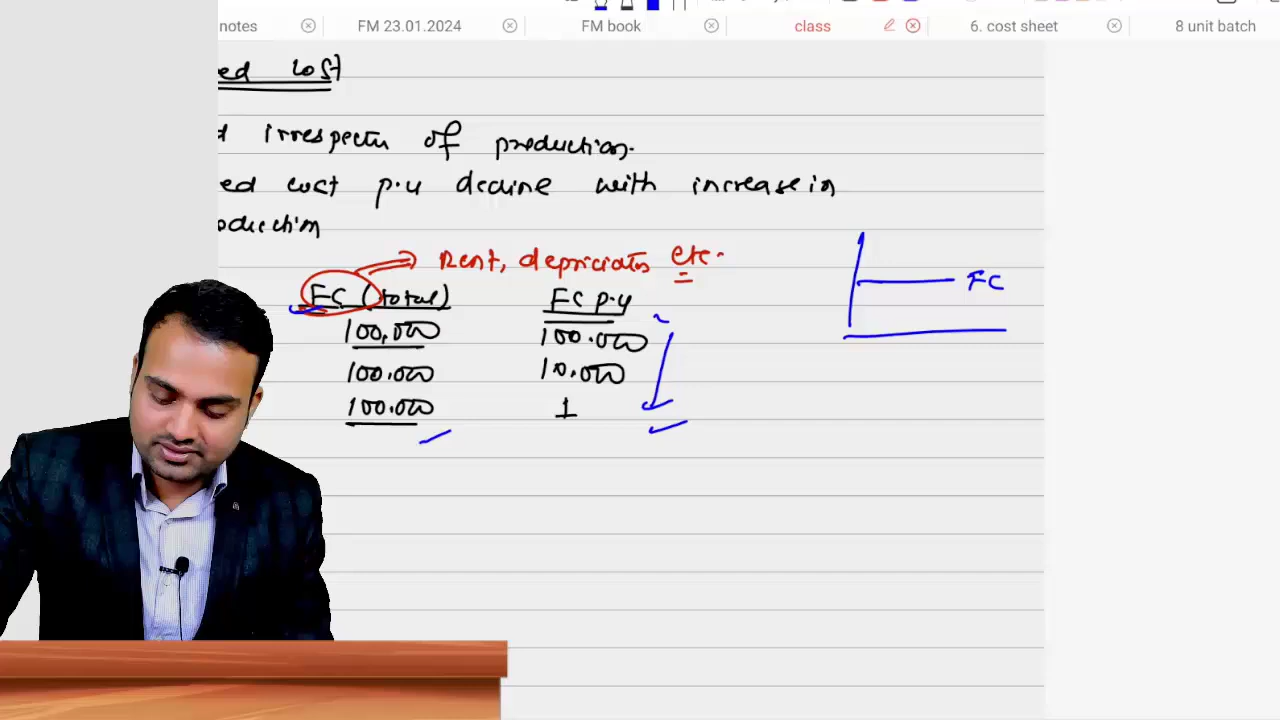 notes FM 23.01.2024 FM book class 6. cost sheet 8 unit batch
ed cost
d irrespectu of production.
ed cost p.u decline with increase in
oduction
Rent, depriciatos etc.
FC (total) FC p.u
100,000 100.000
100.000 10.000
100.000 1
FC